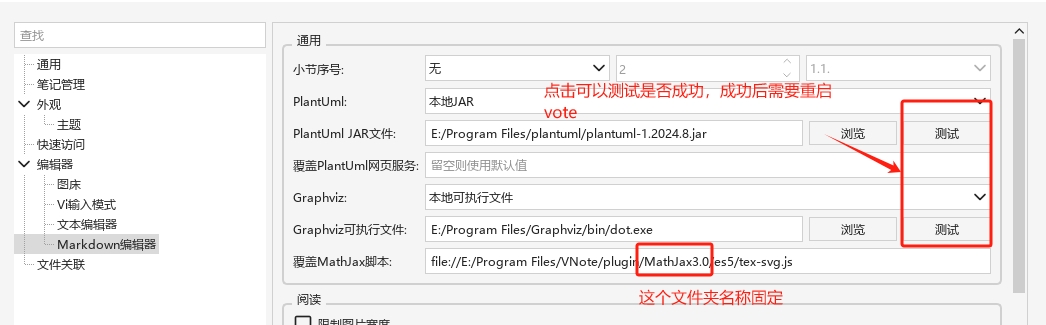 查找
通用
笔记管理
外观
主题
快速访问
编辑器
图床
Vi输入模式
文本编辑器
Markdown编辑器
文件关联
通用
小节序号: 无 2 1.1.
点击可以测试是否成功，成功后需要重启
vote
PlantUml: 本地JAR
PlantUml JAR文件: E:/Program Files/plantuml/plantuml-1.2024.8.jar 浏览 测试
覆盖PlantUml网页服务: 留空则使用默认值
Graphviz: 本地可执行文件
Graphviz可执行文件: E:/Program Files/Graphviz/bin/dot.exe 浏览 测试
覆盖MathJax脚本: file://E:/Program Files/VNote/plugin/MathJax3.0/es5/tex-svg.js
这个文件夹名称固定
阅读
限制图片宽度